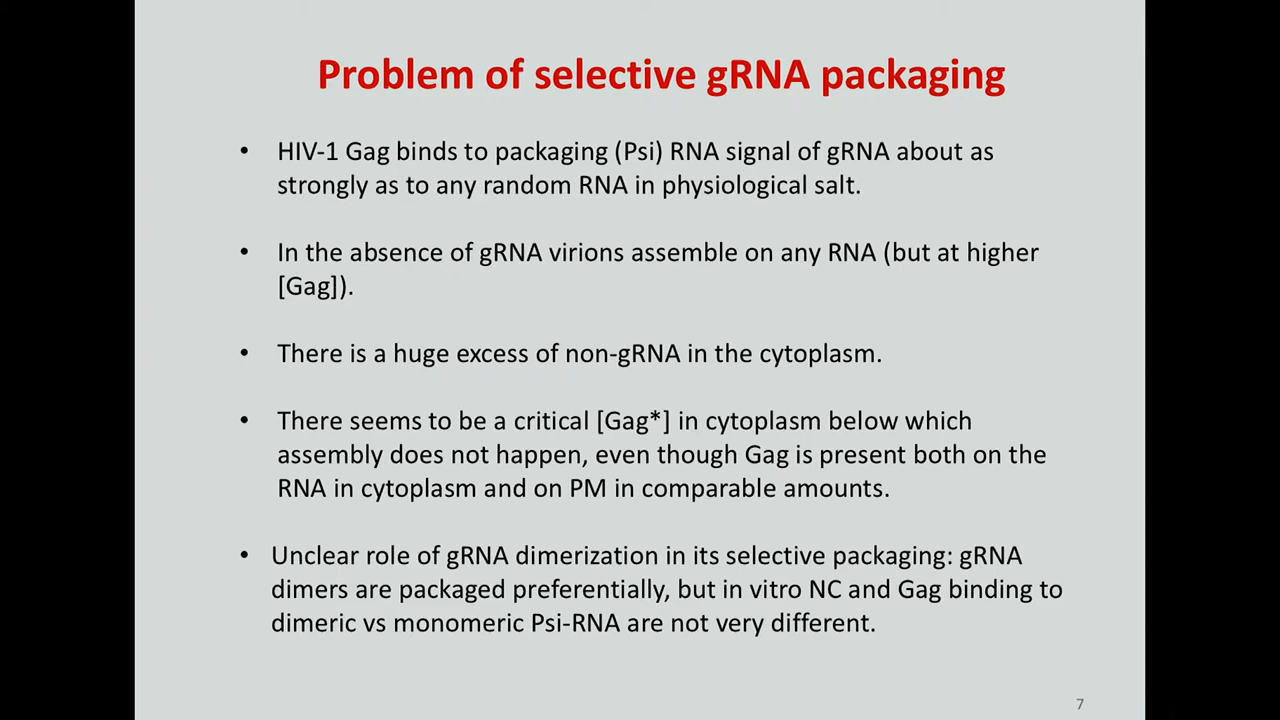 Problem of selective gRNA packaging
• HIV-1 Gag binds to packaging (Psi) RNA signal of gRNA about as
strongly as to any random RNA in physiological salt.
• In the absence of gRNA virions assemble on any RNA (but at higher
[Gag]).
• There is a huge excess of non-gRNA in the cytoplasm.
• There seems to be a critical [Gag*] in cytoplasm below which
assembly does not happen, even though Gag is present both on the
RNA in cytoplasm and on PM in comparable amounts.
• Unclear role of gRNA dimerization in its selective packaging: gRNA
dimers are packaged preferentially, but in vitro NC and Gag binding to
dimeric vs monomeric Psi-RNA are not very different.
7